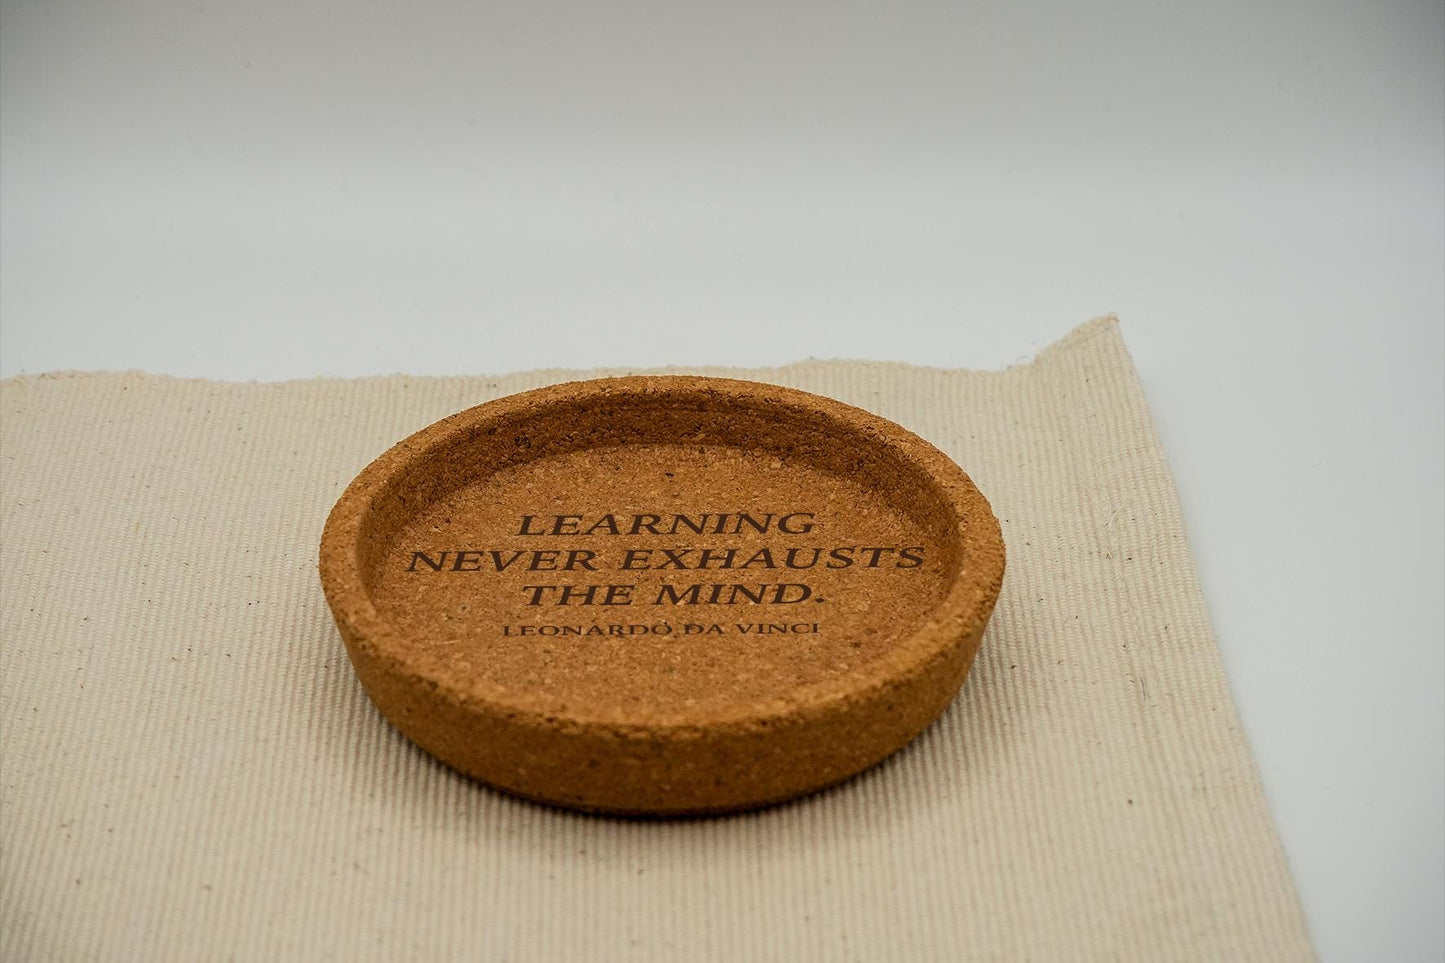 LEARNING
NEVER EXHAUSTS
THE MIND.
LEONARDO DA VINCI